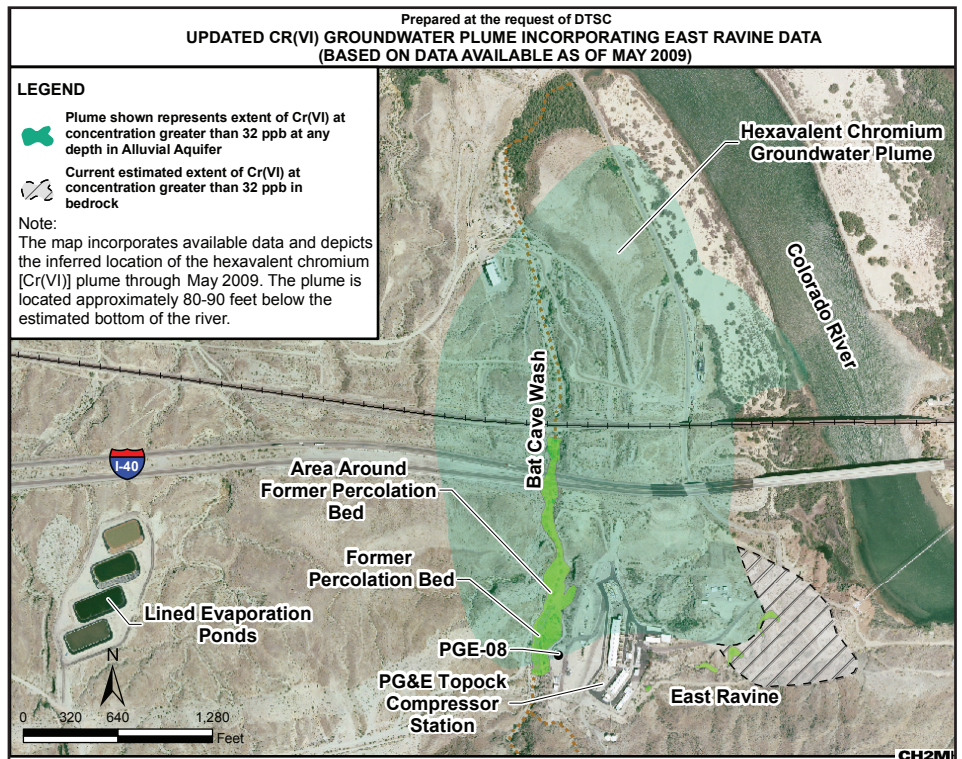 Prepared at the request of DTSC
UPDATED CR(VI) GROUNDWATER PLUME INCORPORATING EAST RAVINE DATA
(BASED ON DATA AVAILABLE AS OF MAY 2009)
LEGEND
Plume shown represents extent of Cr(VI) at
concentration greater than 32 ppb at any
depth in Alluvial Aquifer
Current estimated extent of Cr(VI) at
concentration greater than 32 ppb in
bedrock
Note:
The map incorporates available data and depicts
the inferred location of the hexavalent chromium
[Cr(VI)] plume through May 2009. The plume is
located approximately 80-90 feet below the
estimated bottom of the river.
Hexavalent Chromium
Groundwater Plume
Colorado River
Bat Cave Wash
I-40
Area Around
Former Percolation
Bed
Former
Percolation Bed
Lined Evaporation
Ponds
PGE-08
PG&E Topock
Compressor
Station
East Ravine
N
0 320 640 1,280
Feet